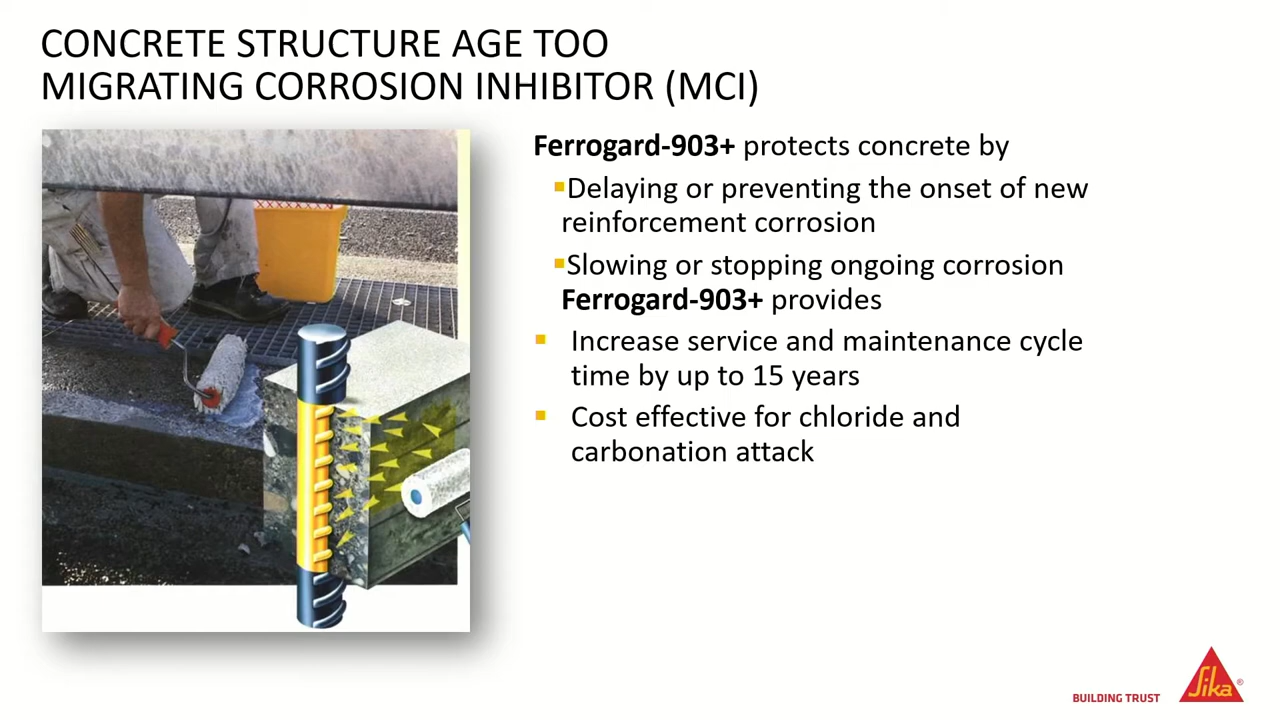 CONCRETE STRUCTURE AGE TOO
MIGRATING CORROSION INHIBITOR (MCI)
Ferrogard-903+ protects concrete by
▪Delaying or preventing the onset of new
reinforcement corrosion
▪Slowing or stopping ongoing corrosion
Ferrogard-903+ provides
▪ Increase service and maintenance cycle
time by up to 15 years
▪ Cost effective for chloride and
carbonation attack
BUILDING TRUST
Sika®